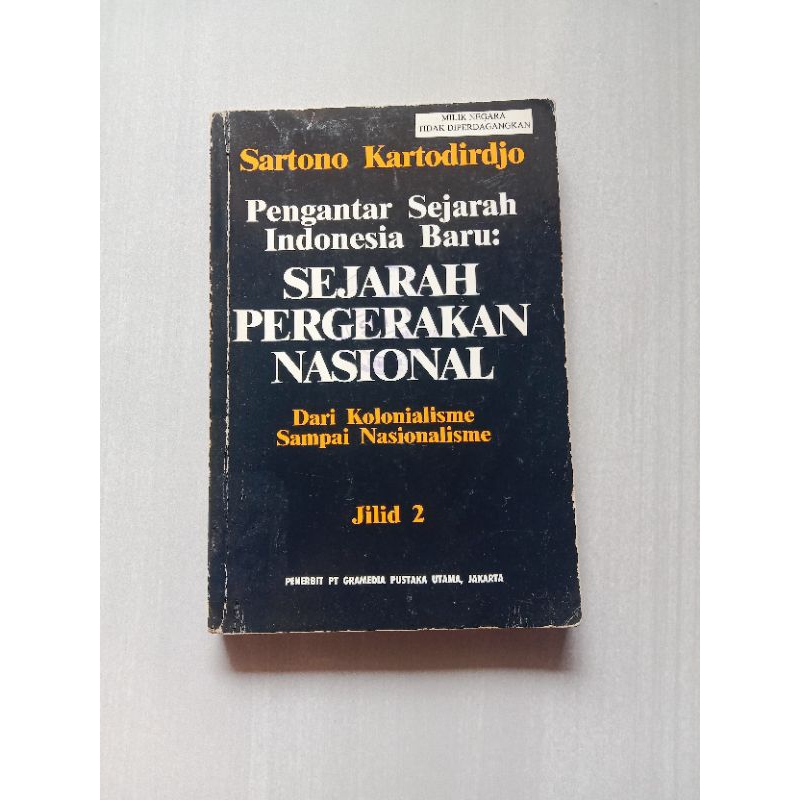 MILIK NEGARA
TIDAK DIPERDAGANGKAN
Sartono Kartodirdjo
Pengantar Sejarah
Indonesia Baru:
SEJARAH
PERGERAKAN
NASIONAL
Dari Kolonialisme
Sampai Nasionalisme
Jilid 2
PENERBIT PT GRAMEDIA PUSTAKA UTAMA, JAKARTA